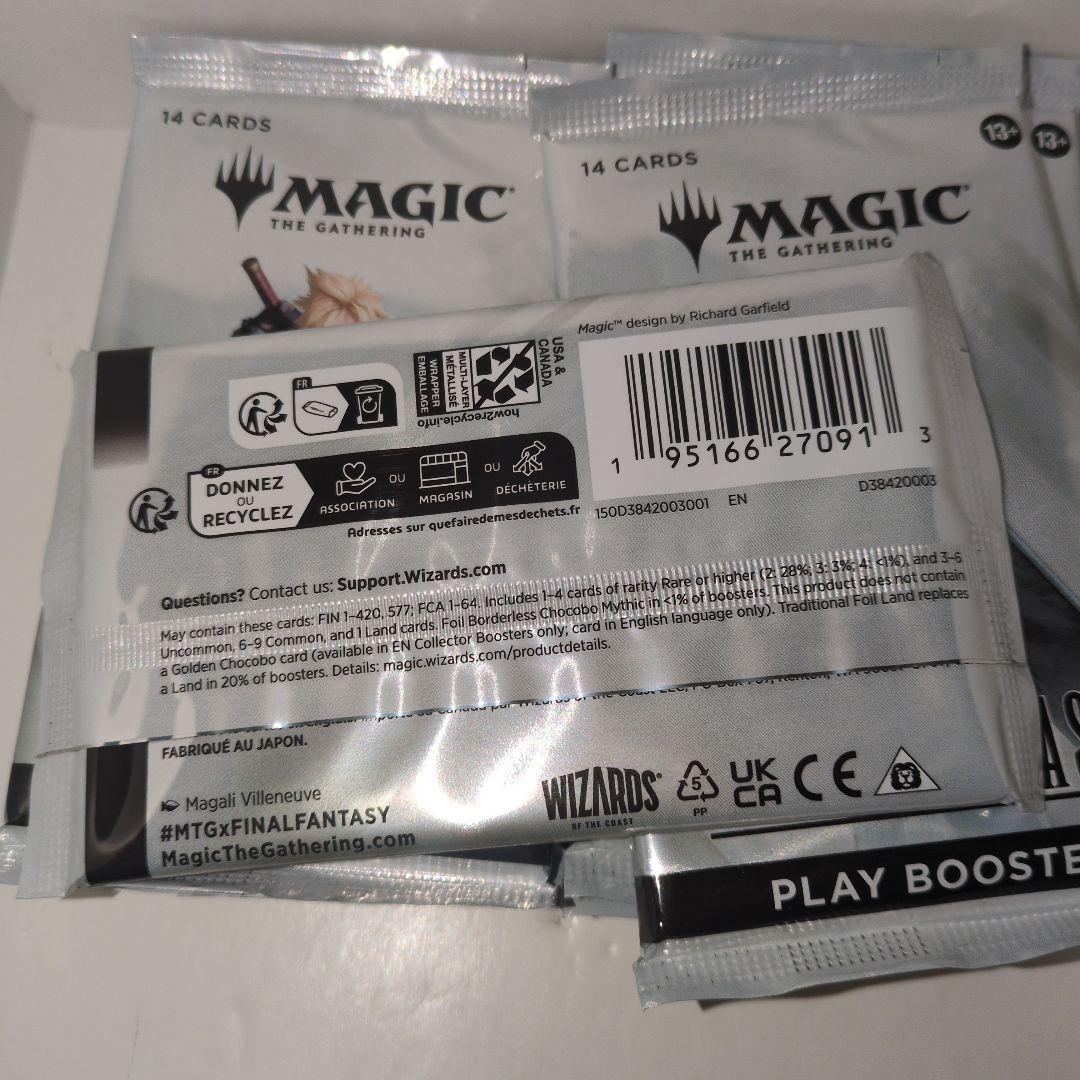 14 CARDS
MAGIC
THE GATHERING
14 CARDS
13+
13+
MAGIC
THE GATHERING
Magic™ design by Richard Garfield
FR
USA & CANADA
MULTI-LAYER
MÉTALLISÉ
WRAPPER
EMBALLAGE
how2recycle.info
1 95166 27091 3
FR
DONNEZ
OU
RECYCLEZ
ASSOCIATION
OU
MAGASIN
OU
DÉCHÈTERIE
Adresses sur quefairedemesdechets.fr
150D3842003001 EN
D38420003
Questions? Contact us: Support.Wizards.com
May contain these cards: FIN 1–420, 577; FCA 1–64. Includes 1–4 cards of rarity Rare or higher (2: 28%; 3: 3%; 4: <1%), and 3–6
Uncommon, 6–9 Common, and 1 Land cards. Foil Borderless Chocobo Mythic in <1% of boosters. This product does not contain
a Golden Chocobo card (available in EN Collector Boosters only; card in English language only). Traditional Foil Land replaces
a Land in 20% of boosters. Details: magic.wizards.com/productdetails.
FABRIQUÉ AU JAPON.
Magali Villeneuve
#MTGxFINALFANTASY
MagicTheGathering.com
WIZARDS
OF THE COAST
5
PP
UK
CA
CE
PLAY BOOSTE